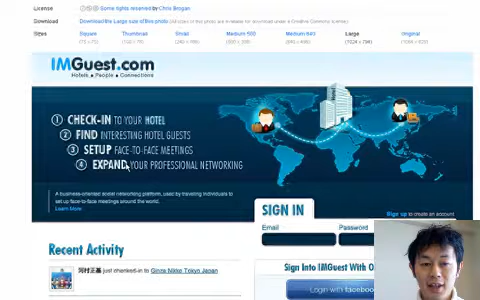 License Some rights reserved by Chris Brogan
Download Download the Large size of this photo
Sizes Square Thumbnail Small Medium 500 Medium 640 Large Original
IMGuest.com
Hotels • People • Connections
1 CHECK-IN TO YOUR HOTEL
2 FIND INTERESTING HOTEL GUESTS
3 SETUP FACE-TO-FACE MEETINGS
4 EXPAND YOUR PROFESSIONAL NETWORKING
A business-oriented social networking platform, used by traveling individuals to
set up face-to-face meetings around the world.
Learn More
SIGN IN
Sign up to create an account
Email Password
Recent Activity
just checked-in to Ginza Nikko Tokyo Japan
Sign Into IMGuest With O
Login with facebook